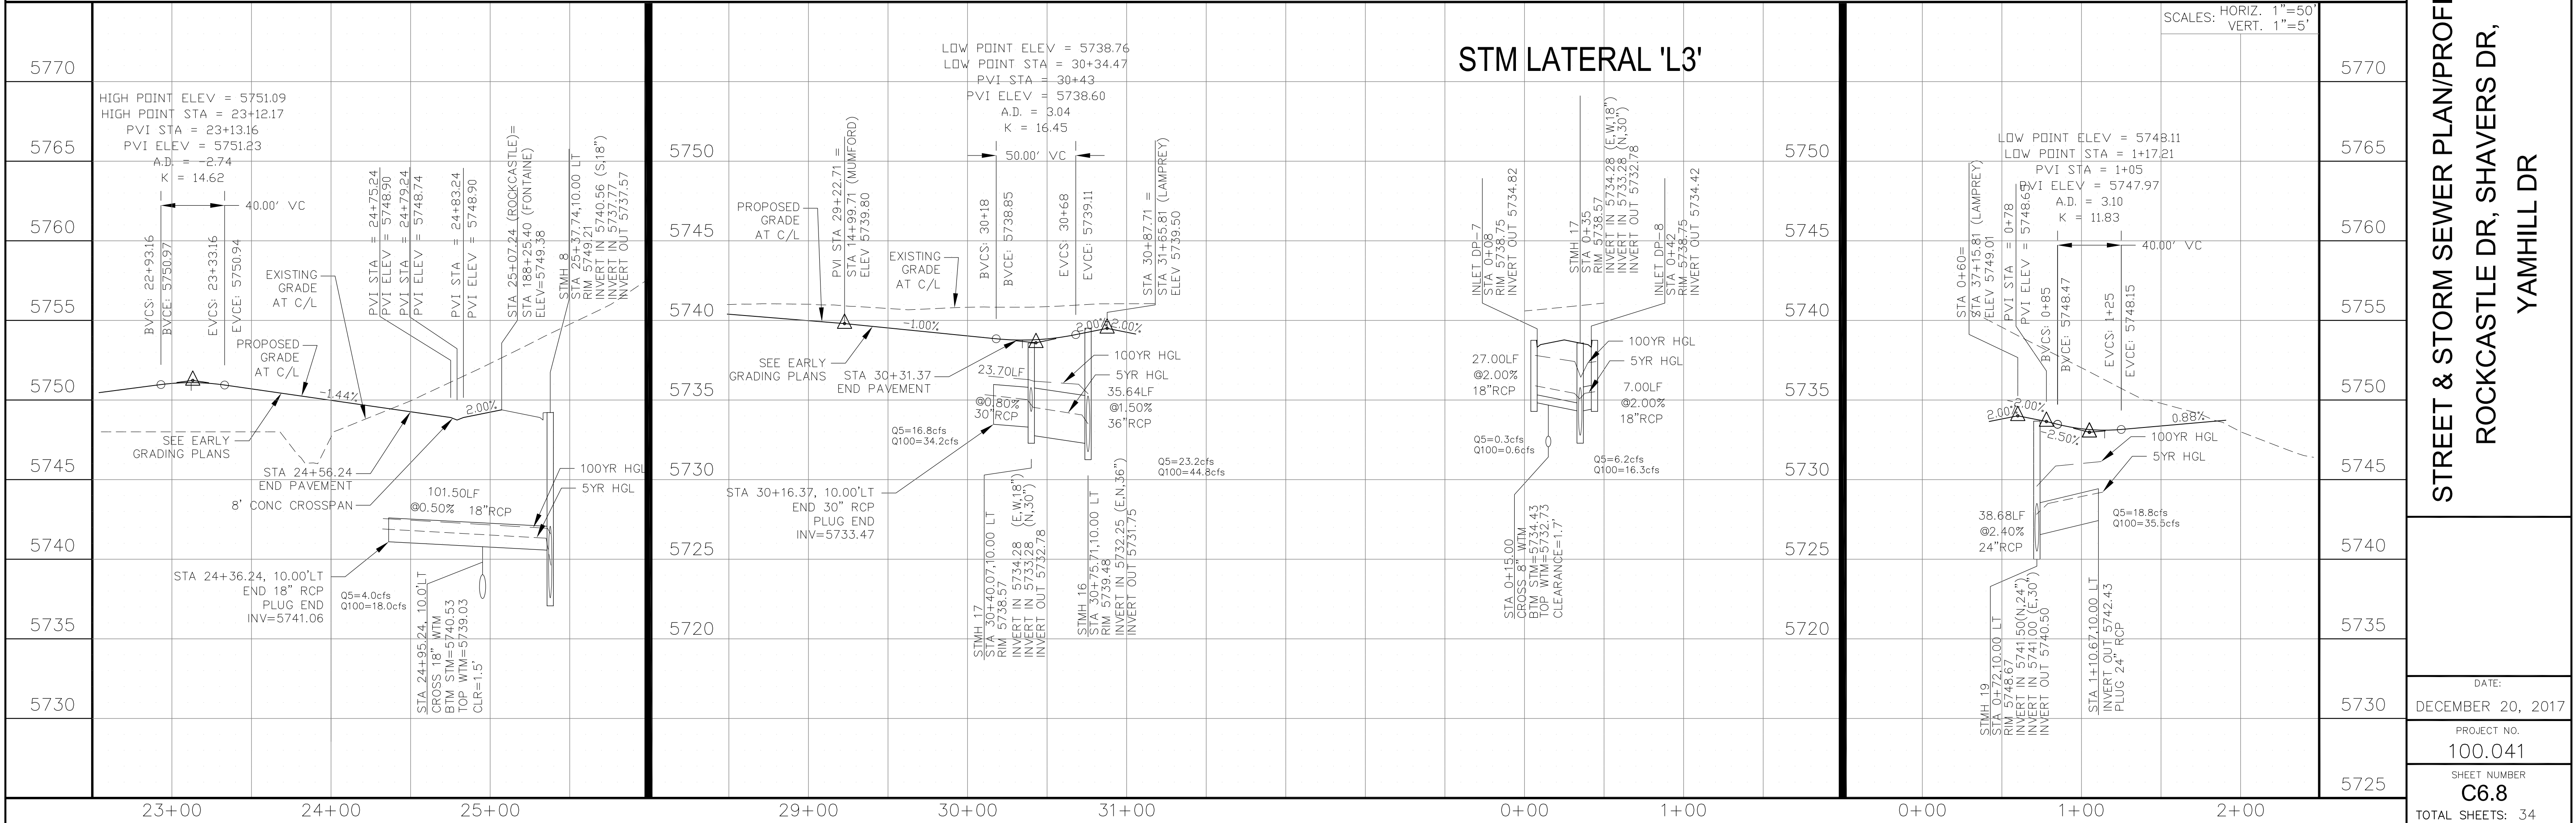 SCALES: HORIZ. 1"=50'
VERT. 1"=5'
5770
5765
5760
5755
5750
5745
5740
5735
5730
HIGH POINT ELEV = 5751.09
HIGH POINT STA = 23+12.17
PVI STA = 23+13.16
PVI ELEV = 5751.23
A.D. = -2.74
K = 14.62
40.00' VC
BVCS: 22+93.16
BVCE: 5750.97
EVCS: 23+33.16
EVCE: 5750.94
EXISTING
GRADE
AT C/L
PROPOSED
GRADE
AT C/L
PVI STA = 24+75.24
PVI ELEV = 5748.90
PVI STA = 24+79.24
PVI ELEV = 5748.74
PVI STA = 24+83.24
PVI ELEV = 5748.90
STA 25+07.24 (ROCKCASTLE)=
STA 188+25.40 (FONTAINE)
ELEV=5749.38
STMH 8
STA 25+37.74,10.00 LT
RIM 5749.21
INVERT IN 5740.56 (S,18")
INVERT IN 5737.77
INVERT OUT 5737.57
-1.44%
2.00%
SEE EARLY
GRADING PLANS
STA 24+56.24
END PAVEMENT
8' CONC CROSSPAN
101.50LF
@0.50%
18"RCP
100YR HGL
5YR HGL
STA 24+36.24, 10.00'LT
END 18" RCP
PLUG END
INV=5741.06
Q5=4.0cfs
Q100=18.0cfs
STA 24+95.24, 10.0'LT
CROSS 18" WTM
BTM STM=5740.53
TOP WTM=5739.03
CLR=1.5'
23+00
24+00
25+00
5750
5745
5740
5735
5730
5725
5720
LOW POINT ELEV = 5738.76
LOW POINT STA = 30+34.47
PVI STA = 30+43
PVI ELEV = 5738.60
A.D. = 3.04
K = 16.45
50.00' VC
PROPOSED
GRADE
AT C/L
PVI STA 29+22.71 =
STA 14+99.71 (MUMFORD)
ELEV 5739.80
EXISTING
GRADE
AT C/L
BVCS: 30+18
BVCE: 5738.85
EVCS: 30+68
EVCE: 5739.11
STA 30+87.71 =
STA 31+65.81 (LAMPREY)
ELEV 5739.50
-1.00%
2.00%
-2.00%
SEE EARLY
GRADING PLANS
STA 30+31.37
END PAVEMENT
23.70LF
@0.80%
30"RCP
100YR HGL
5YR HGL
35.64LF
@1.50%
36"RCP
Q5=16.8cfs
Q100=34.2cfs
Q5=23.2cfs
Q100=44.8cfs
STA 30+16.37, 10.00'LT
END 30" RCP
PLUG END
INV=5733.47
STMH 17
STA 30+40.07,10.00 LT
RIM 5738.57
INVERT IN 5734.28 (E,W,18")
INVERT IN 5733.28 (N,30")
INVERT OUT 5732.78
STMH 16
STA 30+75.71,10.00 LT
RIM 5739.48
INVERT IN 5732.25 (E,N,36")
INVERT OUT 5731.75
29+00
30+00
31+00
STM LATERAL 'L3'
INLET DP-7
STA 0+08
RIM 5738.75
INVERT OUT 5734.82
STMH 17
STA 0+35
RIM 5738.57
INVERT IN 5734.28 (E,W,18")
INVERT IN 5733.28 (N,30")
INVERT OUT 5732.78
INLET DP-8
STA 0+42
RIM 5738.75
INVERT OUT 5734.42
27.00LF
@2.00%
18"RCP
100YR HGL
5YR HGL
7.00LF
@2.00%
18"RCP
Q5=0.3cfs
Q100=0.6cfs
Q5=6.2cfs
Q100=16.3cfs
STA 0+15.00
CROSS 8" WTM
BTM STM=5734.43
TOP WTM=5732.73
CLEARANCE=1.7'
0+00
1+00
5750
5745
5740
5735
5730
5725
5720
LOW POINT ELEV = 5748.11
LOW POINT STA = 1+17.21
PVI STA = 1+05
PVI ELEV = 5747.97
A.D. = 3.10
K = 11.83
40.00' VC
STA 0+60=
STA 37+15.81 (LAMPREY)
ELEV 5749.01
PVI STA = 0+78
PVI ELEV = 5748.65
BVCS: 0+85
BVCE: 5748.47
EVCS: 1+25
EVCE: 5748.15
2.00%
-2.00%
-2.50%
0.88%
100YR HGL
5YR HGL
38.68LF
@2.40%
24"RCP
Q5=18.8cfs
Q100=35.5cfs
STMH 19
STA 0+72,10.00 LT
RIM 5748.67
INVERT IN 5741.50(N,24")
INVERT IN 5741.00 (E,30")
INVERT OUT 5740.50
STA 1+10.67,10.00 LT
INVERT OUT 5742.43
PLUG 24" RCP
0+00
1+00
2+00
5770
5765
5760
5755
5750
5745
5740
5735
5730
5725
STREET & STORM SEWER PLAN/PROFI
ROCKCASTLE DR, SHAVERS DR,
YAMHILL DR
DATE:
DECEMBER 20, 2017
PROJECT NO.
100.041
SHEET NUMBER
C6.8
TOTAL SHEETS: 34